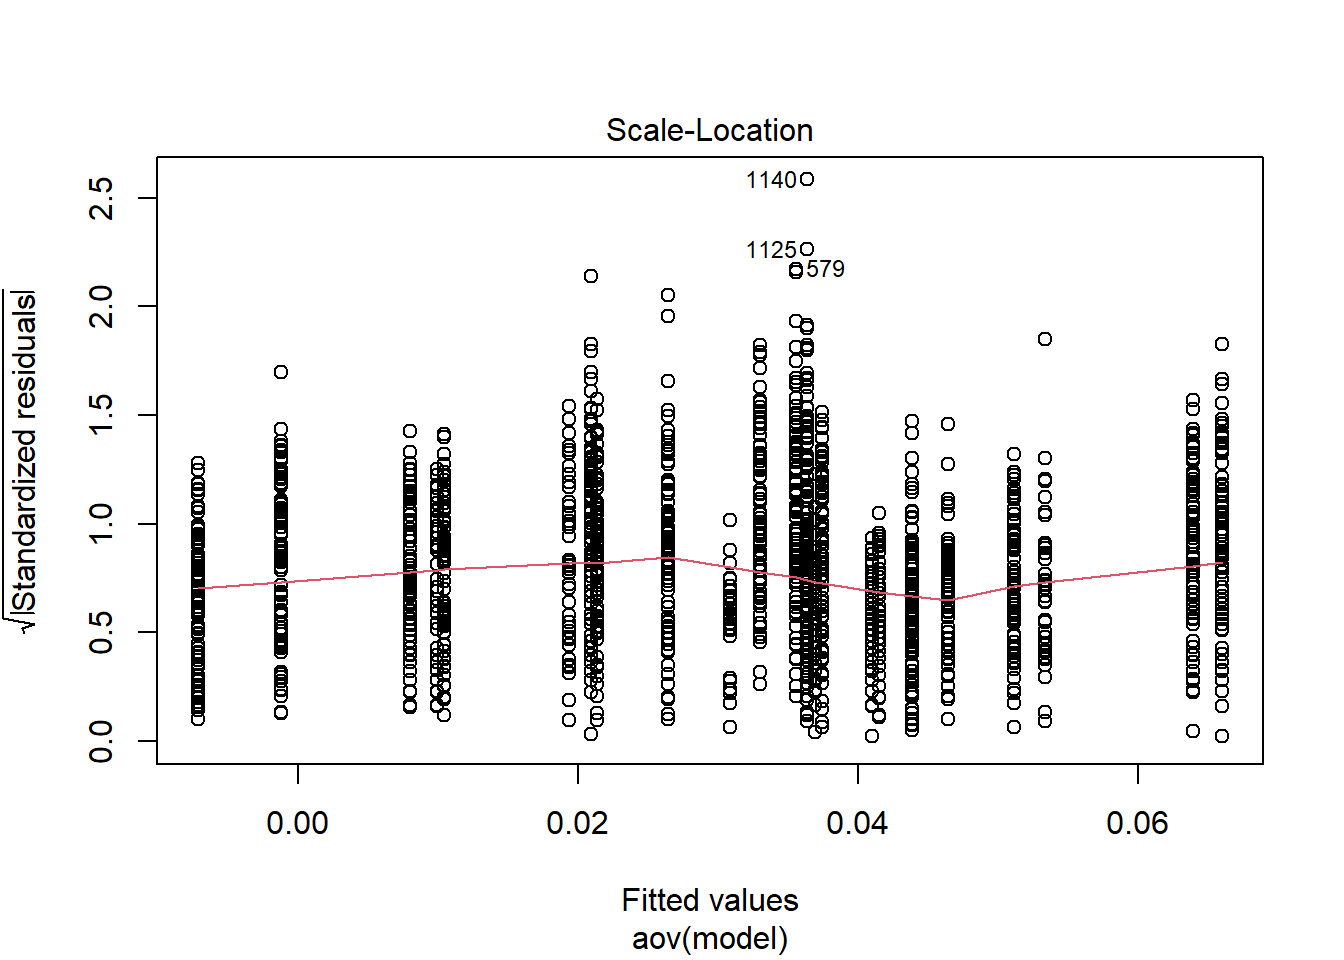 Scale-Location
√|Standardized residuals|
2.5
2.0
1.5
1.0
0.5
0.0
1140
1125
579
0.00 0.02 0.04 0.06
Fitted values
aov(model)